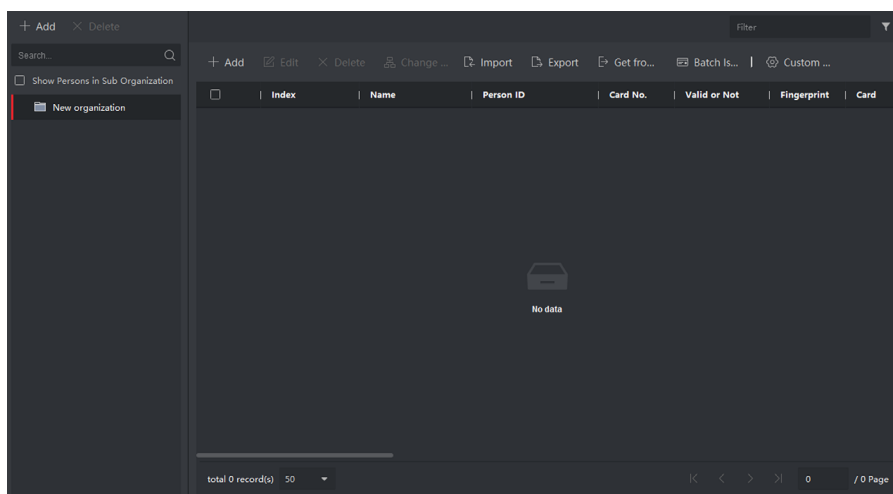 Add Delete
Search...
Show Persons in Sub Organization
New organization
Filter
Add Edit Delete Change ... Import Export Get fro... Batch Is... Custom ...
Index Name Person ID Card No. Valid or Not Fingerprint Card
No data
total 0 record(s) 50 0 / 0 Page